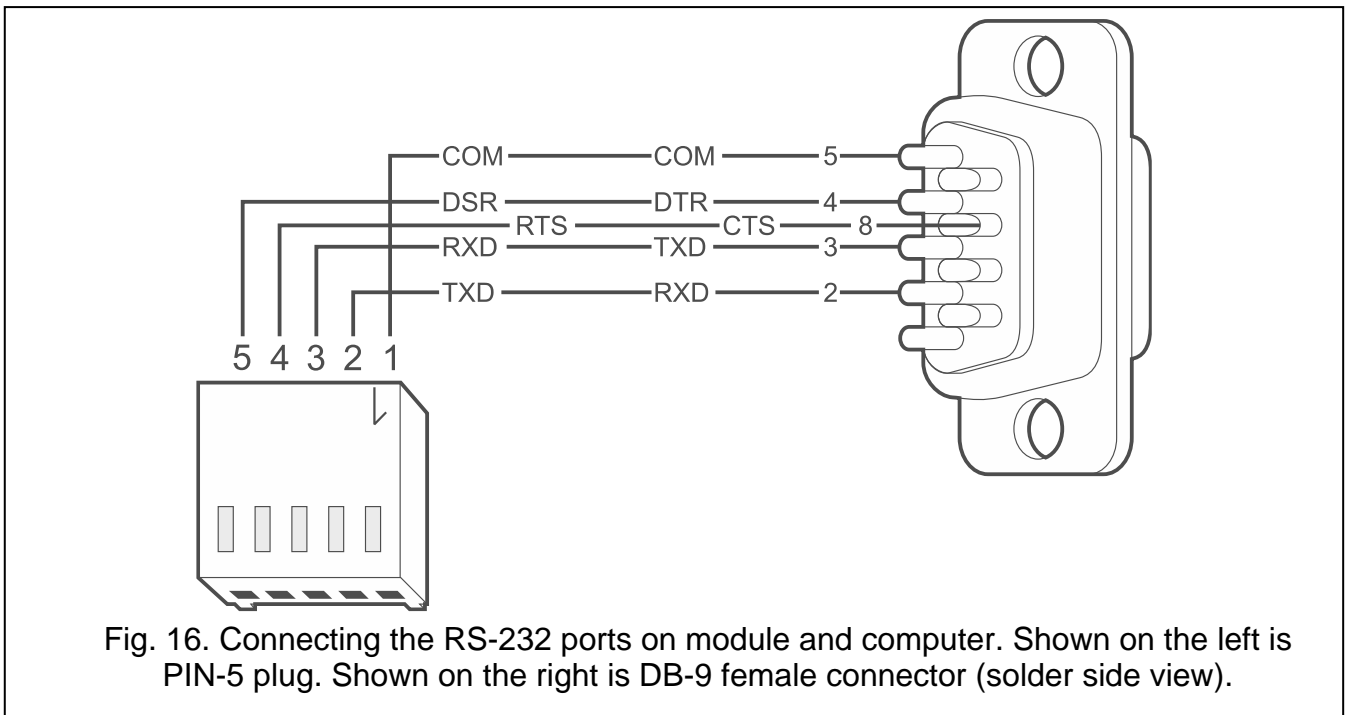 COM COM 5
DSR DTR 4
RTS CTS 8
RXD TXD 3
TXD RXD 2
5 4 3 2 1
Fig. 16. Connecting the RS-232 ports on module and computer. Shown on the left is
PIN-5 plug. Shown on the right is DB-9 female connector (solder side view).